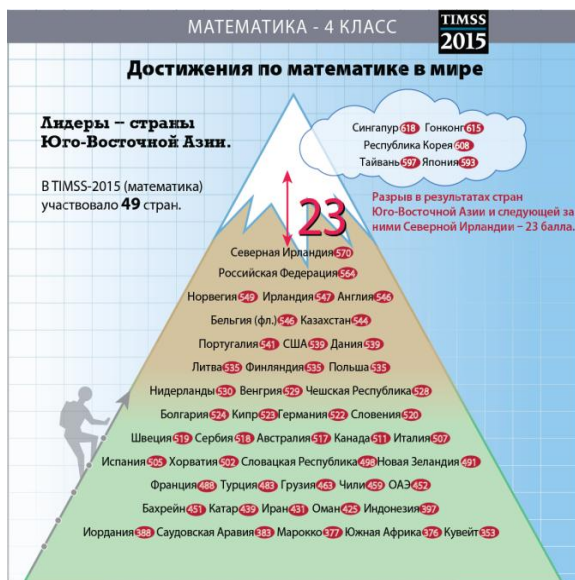 МАТЕМАТИКА - 4 КЛАСС
TIMSS
2015
Достижения по математике в мире
Лидеры – страны
Юго-Восточной Азии.
В TIMSS-2015 (математика)
участвовало 49 стран.
Сингапур 618 Гонконг 615
Республика Корея 608
Тайвань 597 Япония 593
23
Разрыв в результатах стран
Юго-Восточной Азии и следующей за
ними Северной Ирландии – 23 балла.
Северная Ирландия 570
Российская Федерация 564
Норвегия 549 Ирландия 547 Англия 546
Бельгия (фл.) 546 Казахстан 544
Португалия 541 США 539 Дания 539
Литва 535 Финляндия 535 Польша 535
Нидерланды 530 Венгрия 529 Чешская Республика 528
Болгария 524 Кипр 523 Германия 522 Словения 520
Швеция 519 Сербия 518 Австралия 517 Канада 511 Италия 507
Испания 505 Хорватия 502 Словацкая Республика 498 Новая Зеландия 491
Франция 488 Турция 483 Грузия 463 Чили 459 ОАЭ 452
Бахрейн 451 Катар 439 Иран 431 Оман 425 Индонезия 397
Иордания 388 Саудовская Аравия 383 Марокко 377 Южная Африка 376 Кувейт 353